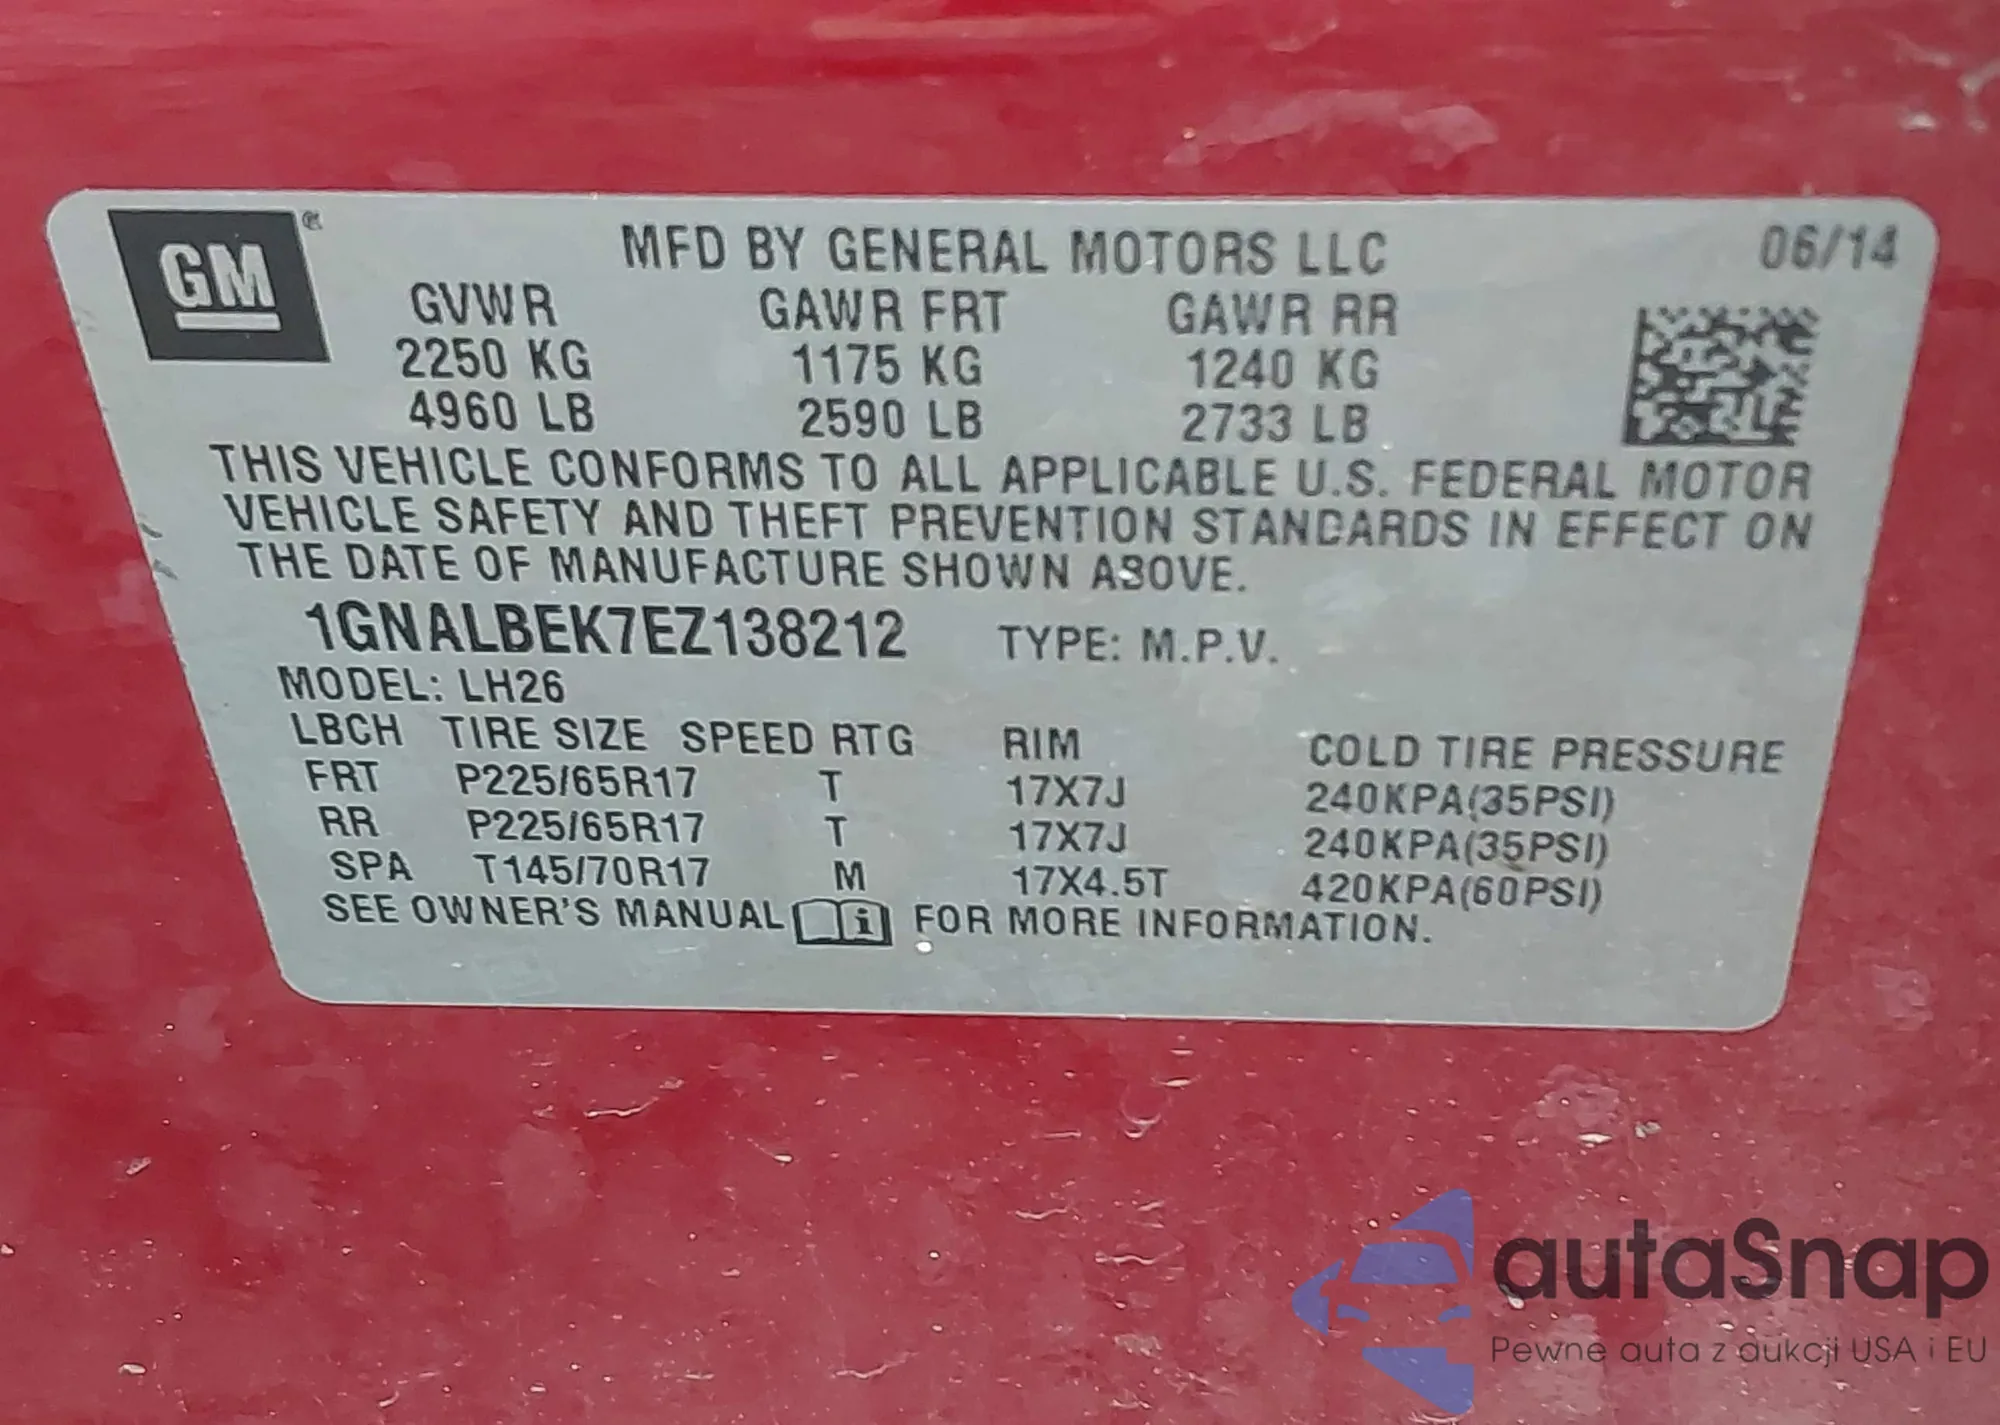 GM®
MFD BY GENERAL MOTORS LLC 06/14
GVWR GAWR FRT GAWR RR
2250 KG 1175 KG 1240 KG
4960 LB 2590 LB 2733 LB
THIS VEHICLE CONFORMS TO ALL APPLICABLE U.S. FEDERAL MOTOR
VEHICLE SAFETY AND THEFT PREVENTION STANDARDS IN EFFECT ON
THE DATE OF MANUFACTURE SHOWN ABOVE.
1GNALBEK7EZ138212 TYPE: M.P.V.
MODEL: LH26
LBCH TIRE SIZE SPEED RTG RIM COLD TIRE PRESSURE
FRT P225/65R17 T 17X7J 240KPA(35PSI)
RR P225/65R17 T 17X7J 240KPA(35PSI)
SPA T145/70R17 M 17X4.5T 420KPA(60PSI)
SEE OWNER'S MANUAL i FOR MORE INFORMATION.
autaSnap
Pewne auta z aukcji USA i EU